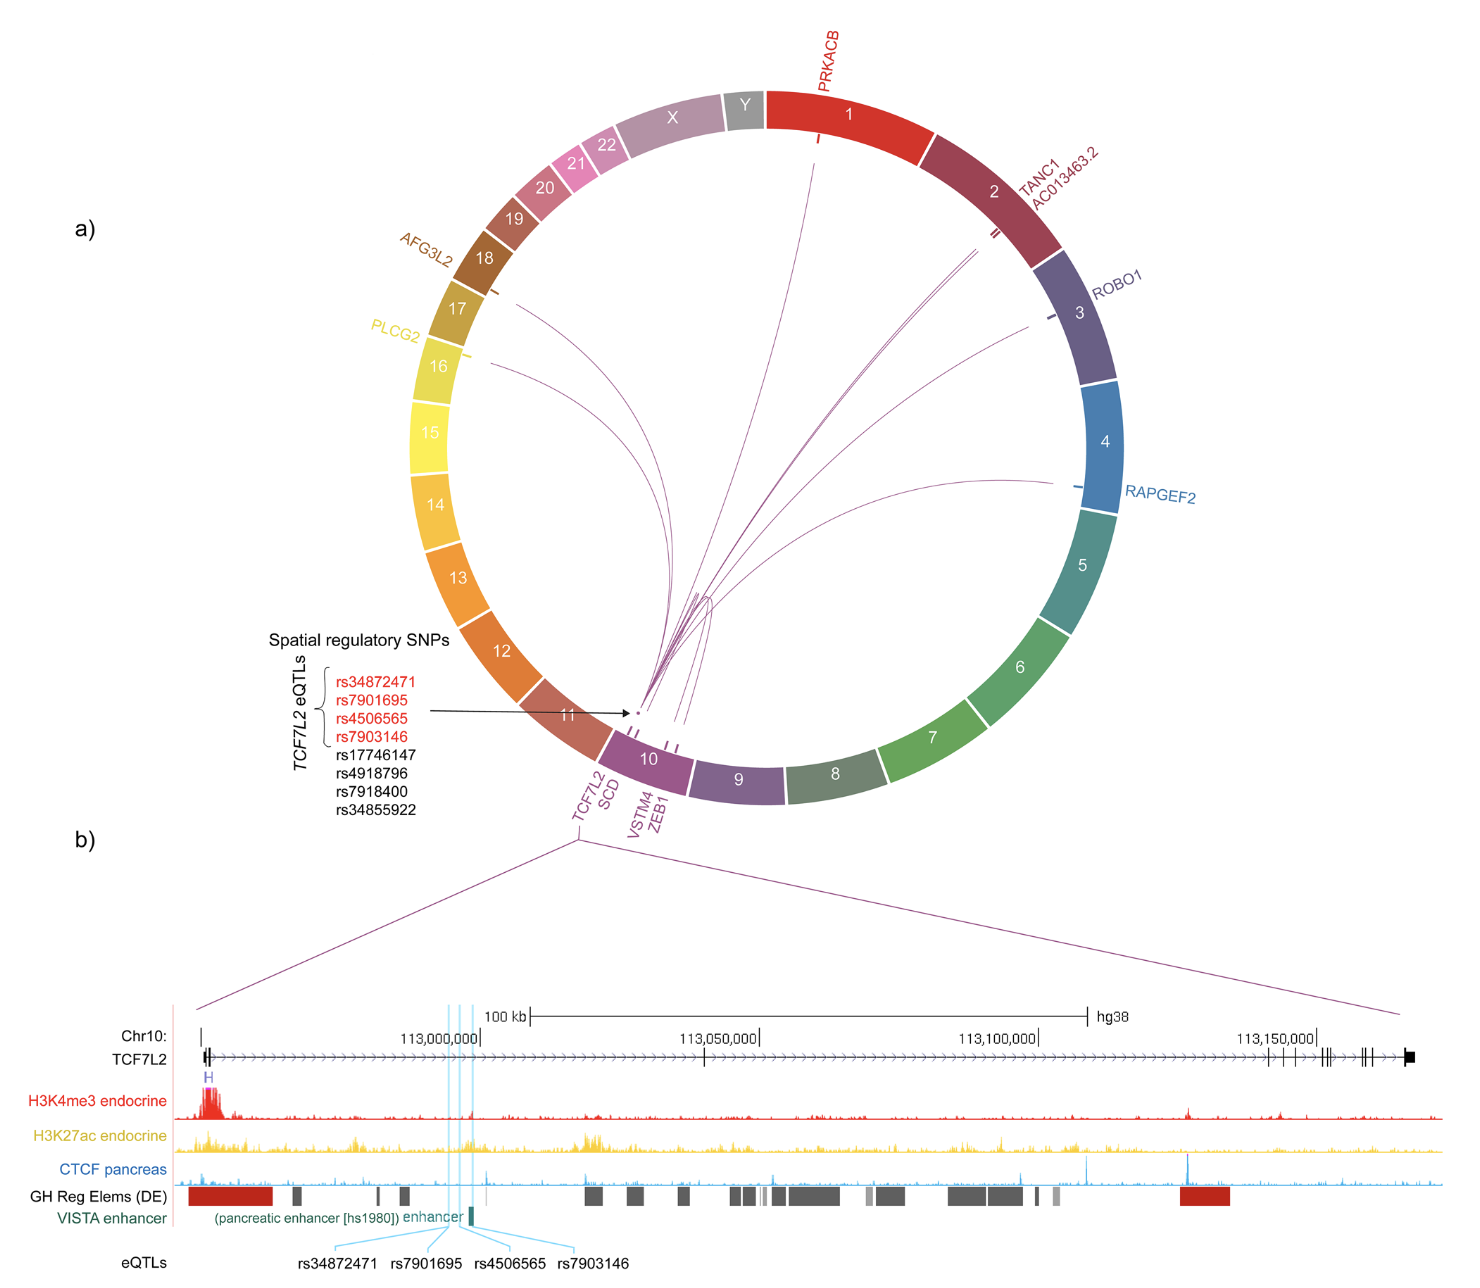 a)
PRKACB
1
Y
X
22
21
20
19
18
17
16
15
14
13
12
11
10
9
8
7
6
5
4
3
2
TANC1
AC013463.2
ROBO1
RAPGEF2
AFG3L2
PLCG2
Spatial regulatory SNPs
TCF7L2 eQTLs
rs34872471
rs7901695
rs4506565
rs7903146
rs17746147
rs4918796
rs7918400
rs34855922
TCF7L2
SCD
VSTM4
ZEB1
b)
100 kb hg38
Chr10: 113,000,000 113,050,000 113,100,000 113,150,000
TCF7L2
H
H3K4me3 endocrine
H3K27ac endocrine
CTCF pancreas
GH Reg Elems (DE)
VISTA enhancer (pancreatic enhancer [hs1980]) enhancer
eQTLs rs34872471 rs7901695 rs4506565 rs7903146